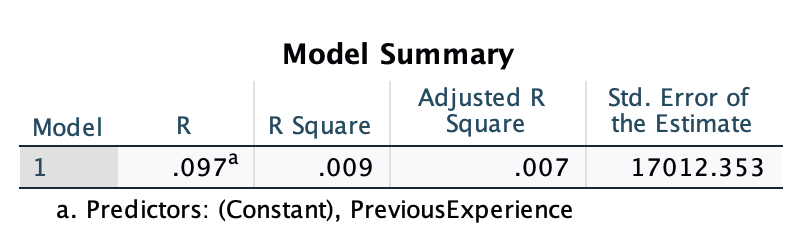 Model Summary
Model R R Square Adjusted R Square Std. Error of the Estimate
1 .097a .009 .007 17012.353
a. Predictors: (Constant), PreviousExperience